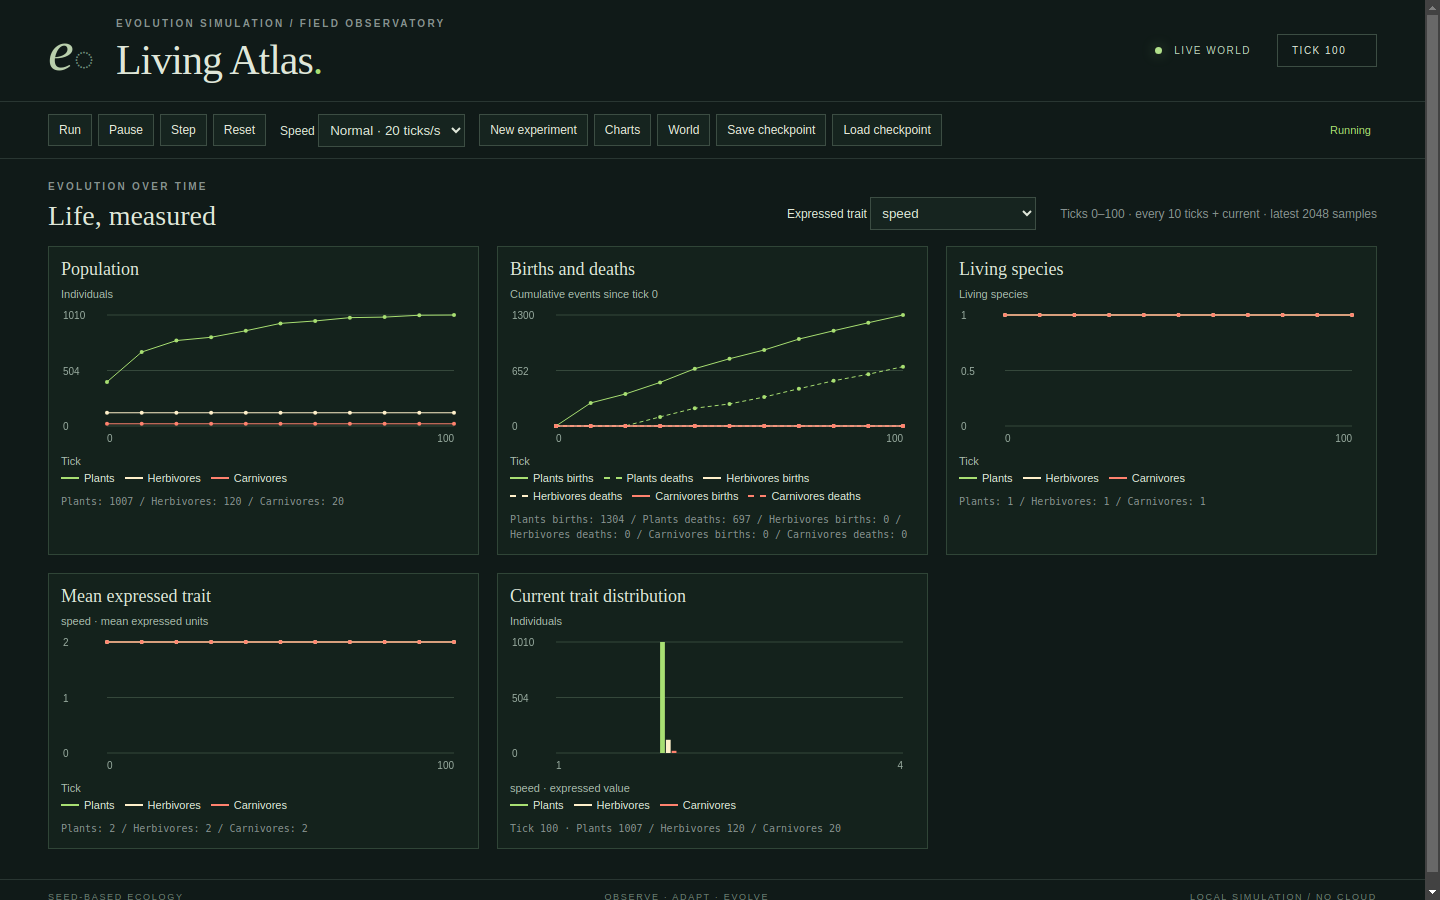 EVOLUTION SIMULATION / FIELD OBSERVATORY
e
Living Atlas.
LIVE WORLD
TICK 100
Run
Pause
Step
Reset
Speed
Normal · 20 ticks/s
New experiment
Charts
World
Save checkpoint
Load checkpoint
Running
EVOLUTION OVER TIME
Life, measured
Expressed trait
speed
Ticks 0–100 · every 10 ticks + current · latest 2048 samples
Population
Individuals
1010
504
0
0
100
Tick
Plants
Herbivores
Carnivores
Plants: 1007 / Herbivores: 120 / Carnivores: 20
Births and deaths
Cumulative events since tick 0
1300
652
0
0
100
Tick
Plants births
Plants deaths
Herbivores births
Herbivores deaths
Carnivores births
Carnivores deaths
Plants births: 1304 / Plants deaths: 697 / Herbivores births: 0 /
Herbivores deaths: 0 / Carnivores births: 0 / Carnivores deaths: 0
Living species
Living species
1
0.5
0
0
100
Tick
Plants
Herbivores
Carnivores
Plants: 1 / Herbivores: 1 / Carnivores: 1
Mean expressed trait
speed · mean expressed units
2
1
0
0
100
Tick
Plants
Herbivores
Carnivores
Plants: 2 / Herbivores: 2 / Carnivores: 2
Current trait distribution
Individuals
1010
504
0
1
4
speed · expressed value
Plants
Herbivores
Carnivores
Tick 100 · Plants 1007 / Herbivores 120 / Carnivores 20
SEED-BASED ECOLOGY
OBSERVE · ADAPT · EVOLVE
LOCAL SIMULATION / NO CLOUD